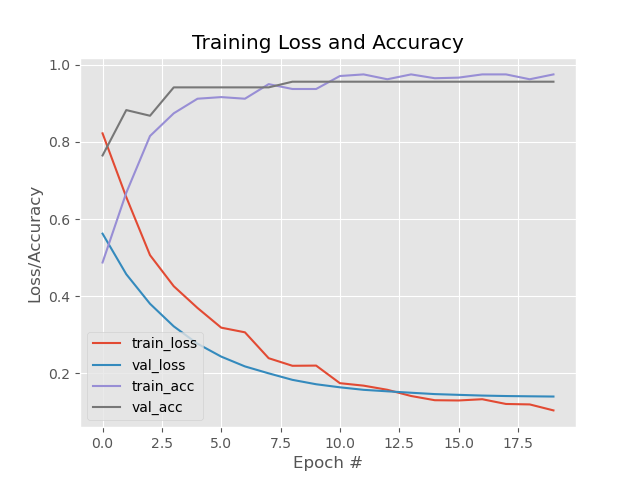 Training Loss and Accuracy
1.0
0.8
0.6
0.4
0.2
Loss/Accuracy
train_loss
val_loss
train_acc
val_acc
0.0 2.5 5.0 7.5 10.0 12.5 15.0 17.5
Epoch #